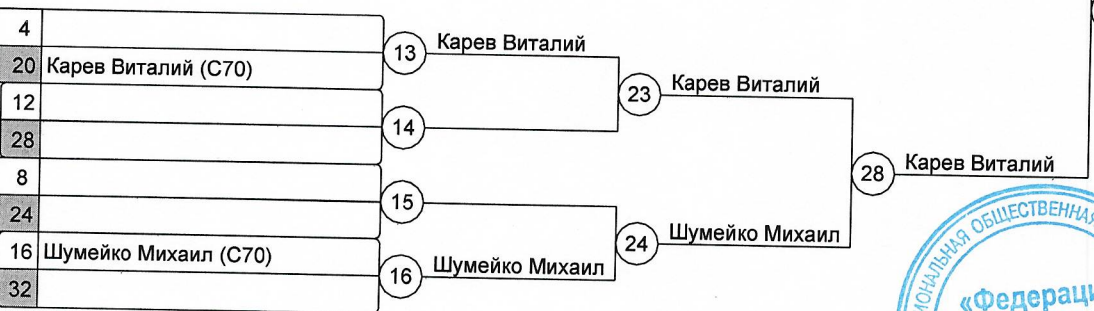 4
20 Карев Виталий (С70)
12
28
8
24
16 Шумейко Михаил (С70)
32
13 Карев Виталий
14
15
16 Шумейко Михаил
23 Карев Виталий
24 Шумейко Михаил
28 Карев Виталий
ОБЩЕСТВЕННАЯ